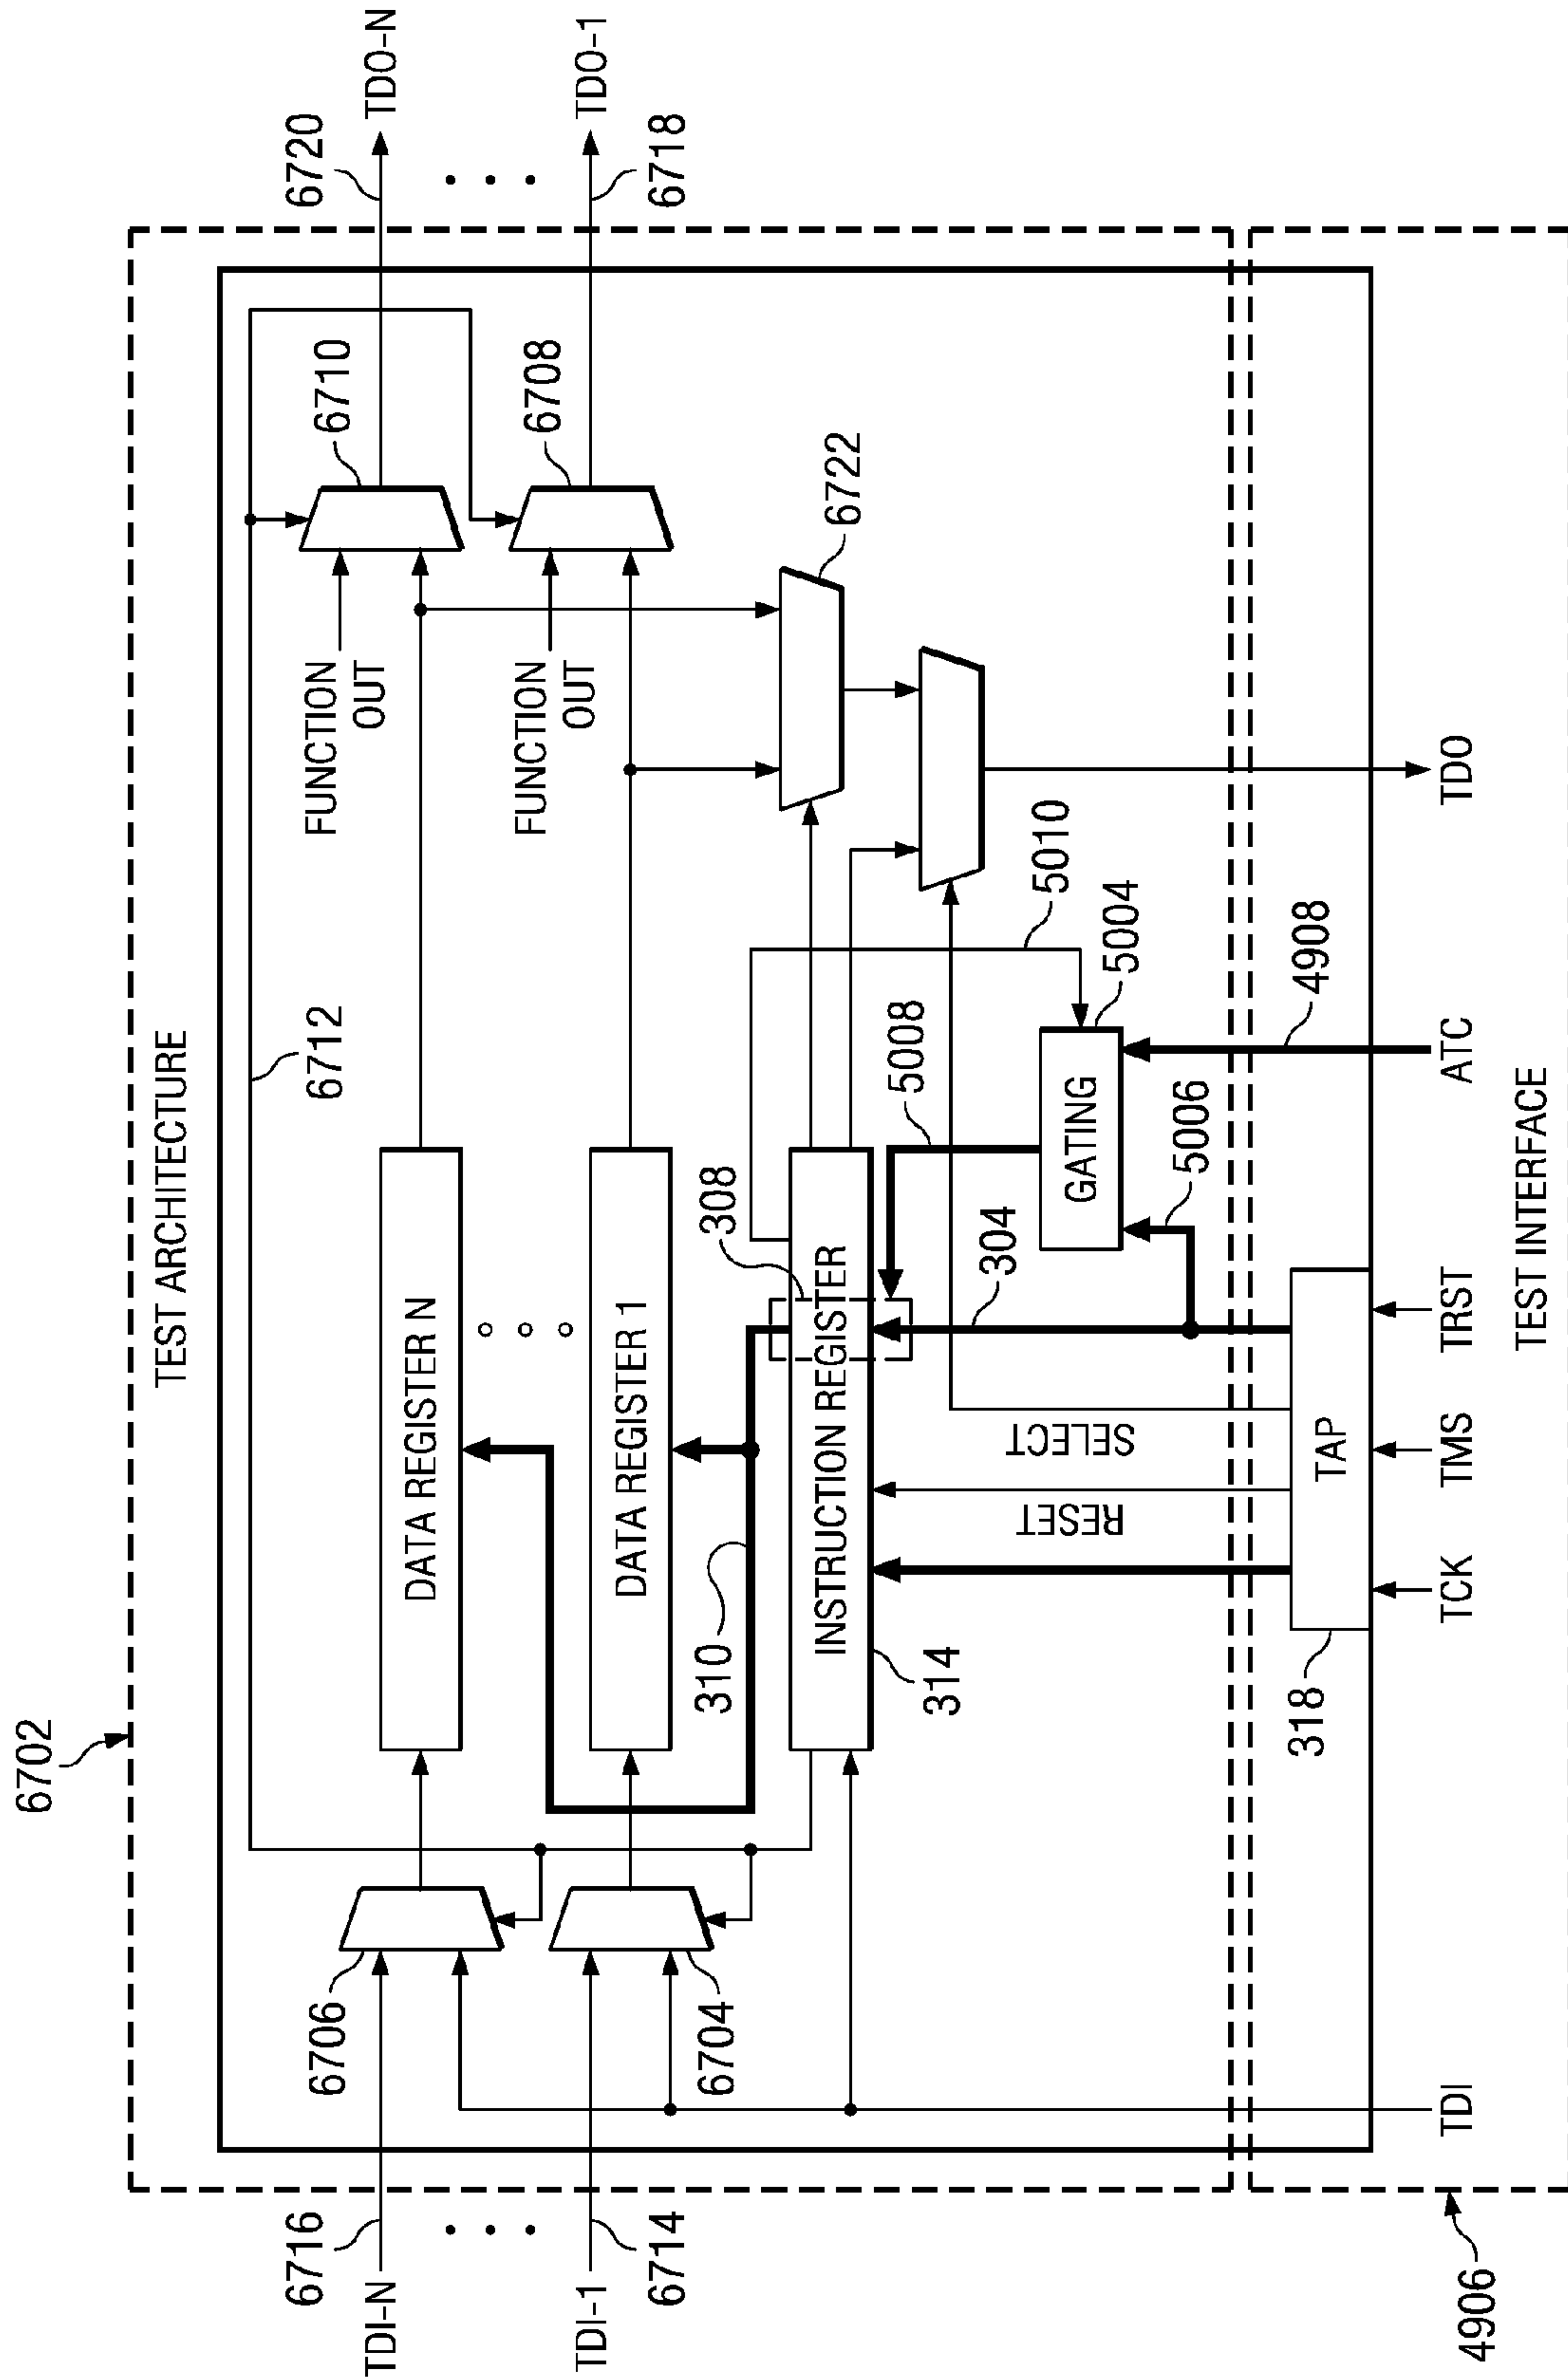 6702
TEST ARCHITECTURE
6712
6716
TDI-N
6706
DATA REGISTER N
FUNCTION
OUT
6710
6720
TDO-N
TDI-1
6714
6704
DATA REGISTER 1
FUNCTION
OUT
6708
6718
TDO-1
310
308
6722
INSTRUCTION REGISTER
314
5008
5010
304
RESET
SELECT
GATING
5004
5006
4908
318
TAP
TDI
TCK
TMS
TRST
ATC
TDO
4906
TEST INTERFACE